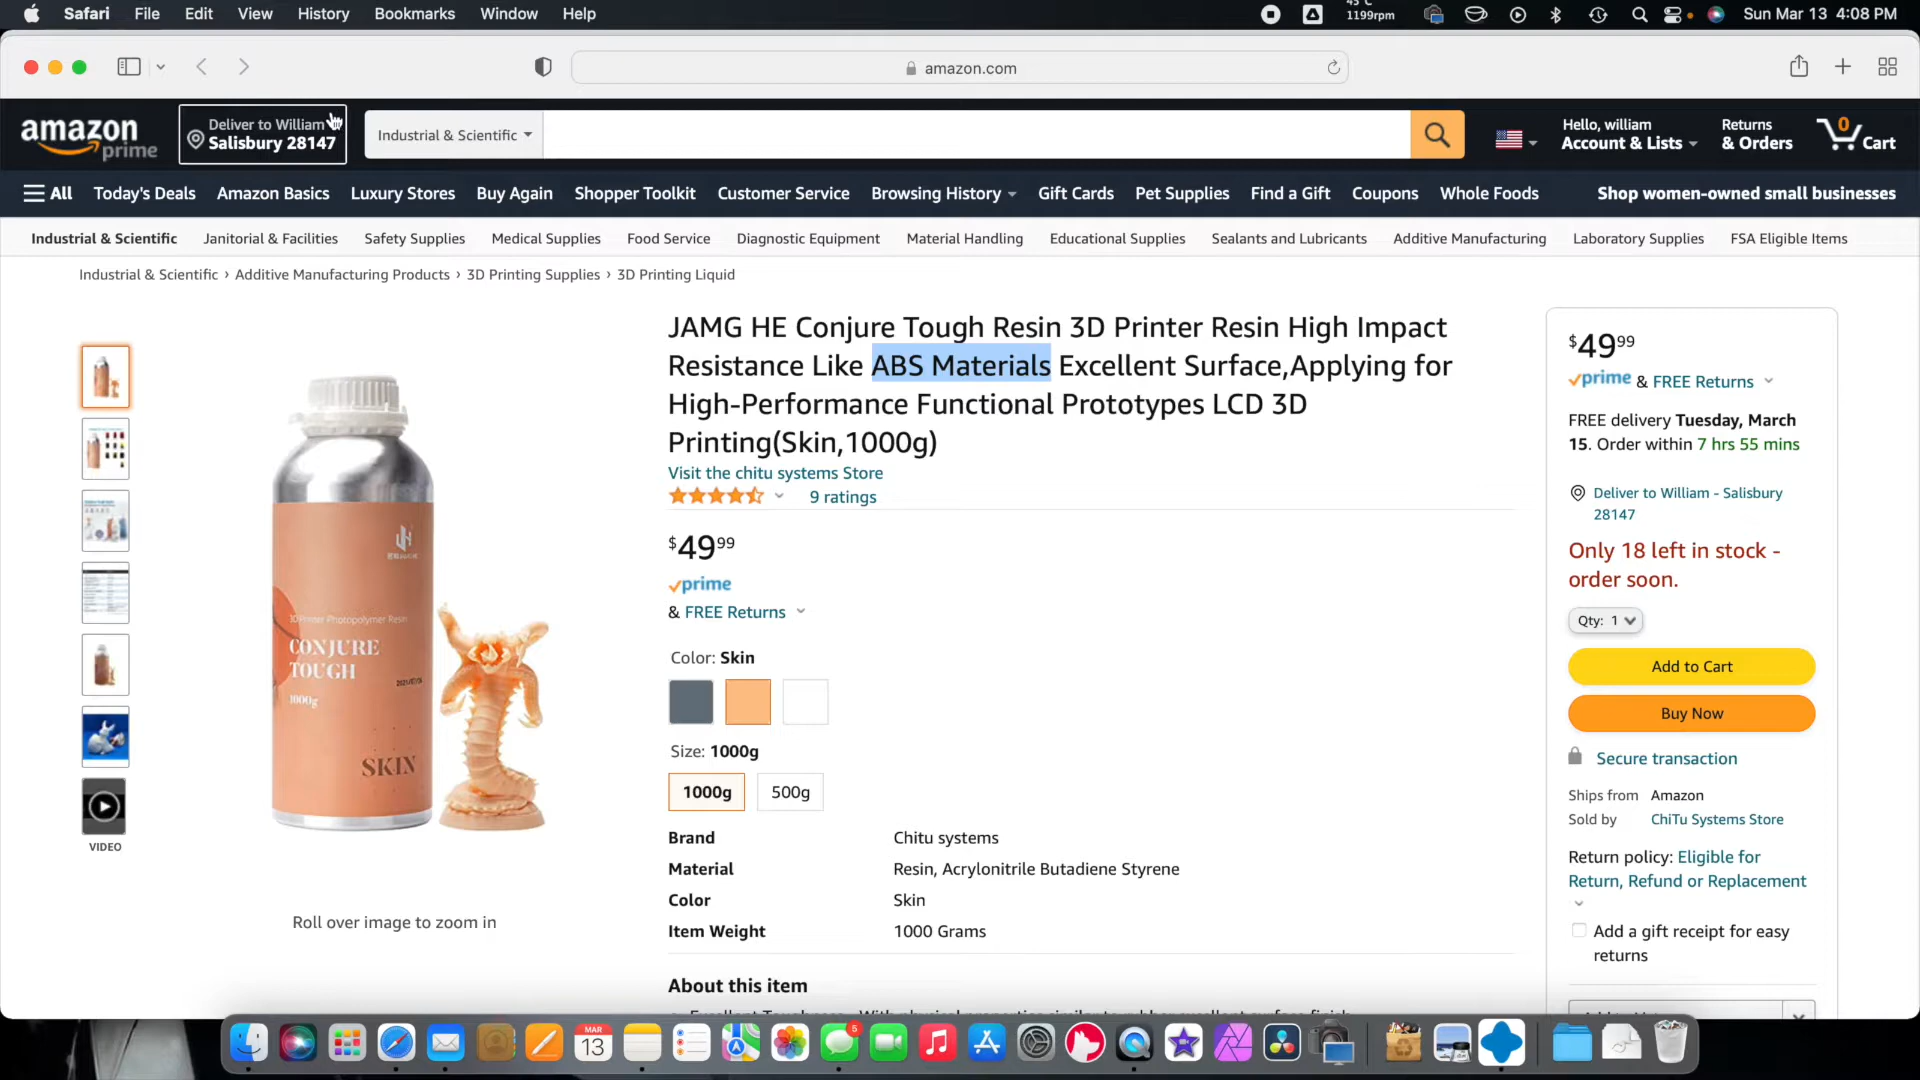 Safari File Edit View History Bookmarks Window Help
1199rpm
Sun Mar 13 4:08 PM
amazon.com
amazon prime
Deliver to William
Salisbury 28147
Industrial & Scientific
Hello, william
Account & Lists
Returns
& Orders
0
Cart
All Today's Deals Amazon Basics Luxury Stores Buy Again Shopper Toolkit Customer Service Browsing History Gift Cards Pet Supplies Find a Gift Coupons Whole Foods Shop women-owned small businesses
Industrial & Scientific Janitorial & Facilities Safety Supplies Medical Supplies Food Service Diagnostic Equipment Material Handling Educational Supplies Sealants and Lubricants Additive Manufacturing Laboratory Supplies FSA Eligible Items
Industrial & Scientific › Additive Manufacturing Products › 3D Printing Supplies › 3D Printing Liquid
VIDEO
3D Printer Photopolymer Resin
CONJURE
TOUGH
1000g
SKIN
Roll over image to zoom in
JAMG HE Conjure Tough Resin 3D Printer Resin High Impact
Resistance Like ABS Materials Excellent Surface,Applying for
High-Performance Functional Prototypes LCD 3D
Printing(Skin,1000g)
Visit the chitu systems Store
9 ratings
$49 99
prime
& FREE Returns
Color: Skin
Size: 1000g
1000g 500g
Brand Chitu systems
Material Resin, Acrylonitrile Butadiene Styrene
Color Skin
Item Weight 1000 Grams
About this item
$49 99
prime & FREE Returns
FREE delivery Tuesday, March
15. Order within 7 hrs 55 mins
Deliver to William - Salisbury
28147
Only 18 left in stock -
order soon.
Qty: 1
Add to Cart
Buy Now
Secure transaction
Ships from Amazon
Sold by ChiTu Systems Store
Return policy: Eligible for
Return, Refund or Replacement
Add a gift receipt for easy
returns
MAR
13
5